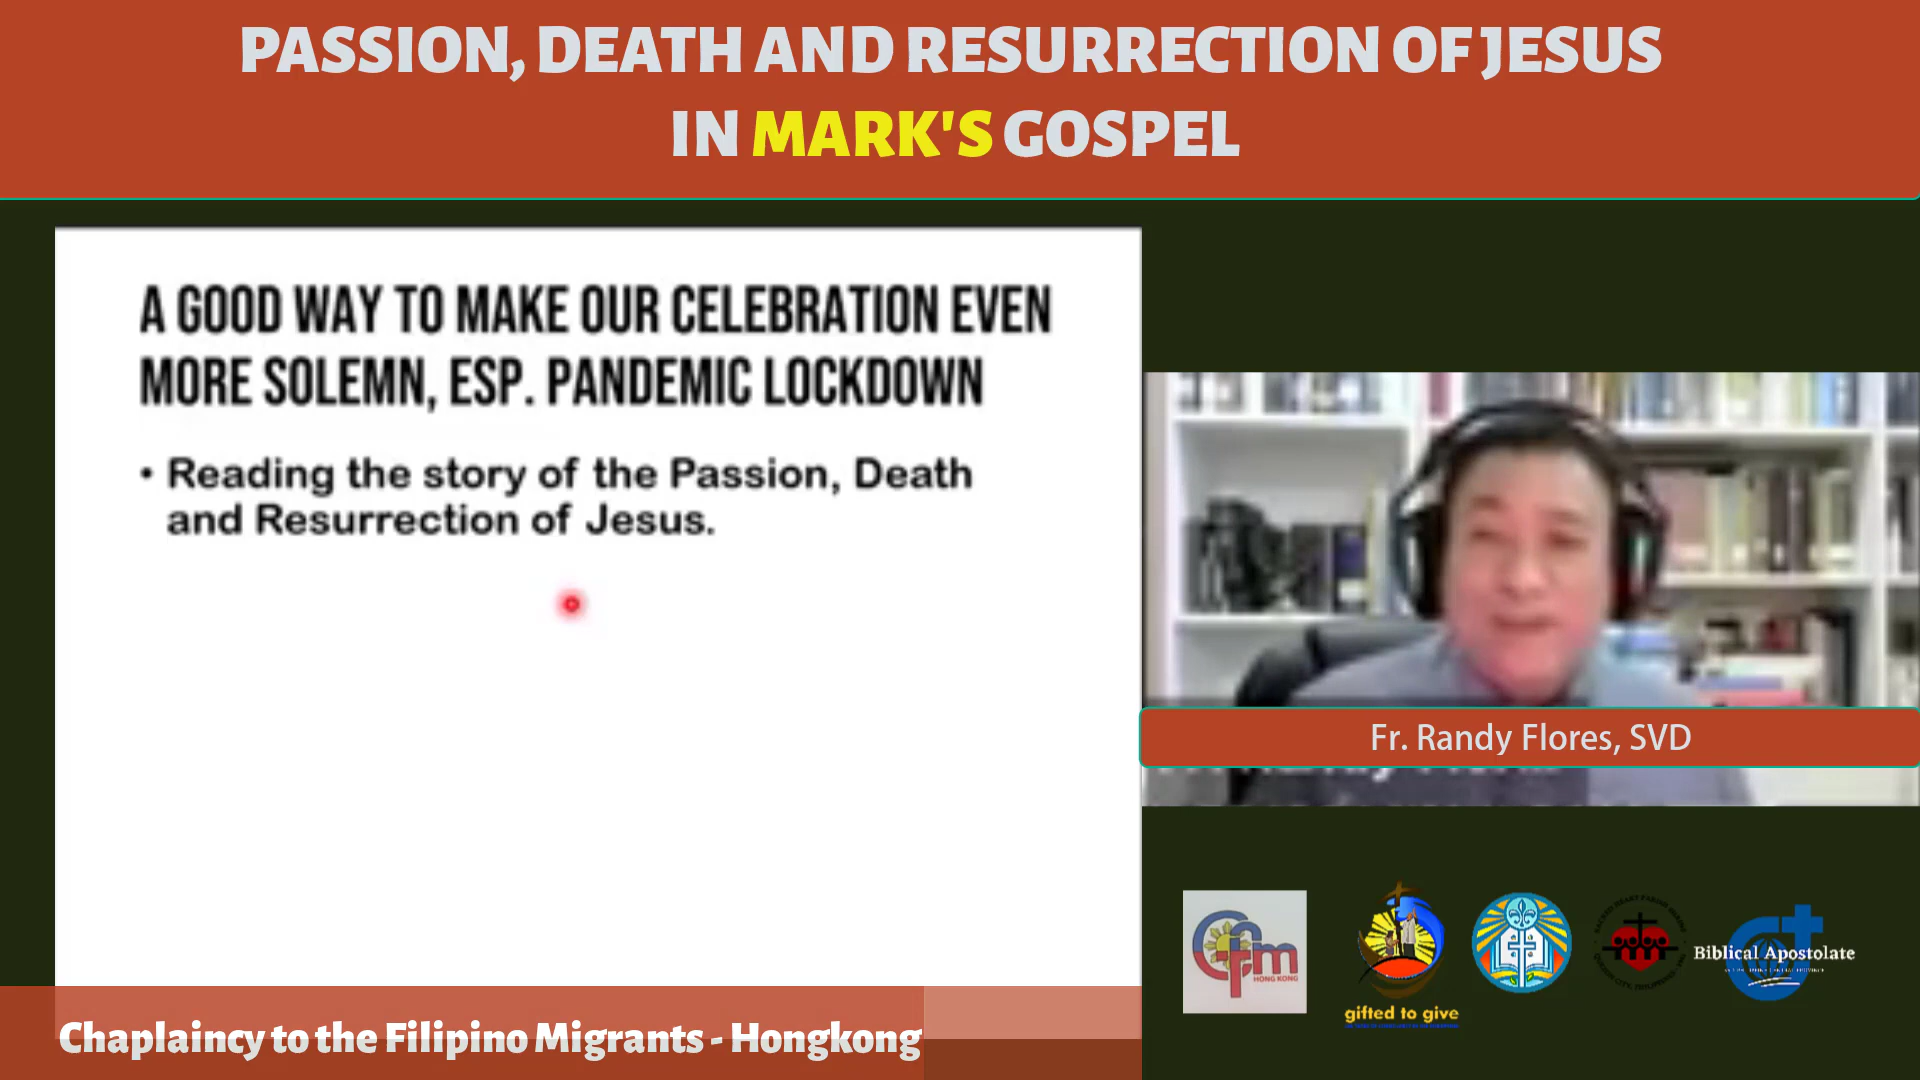 PASSION, DEATH AND RESURRECTION OF JESUS
IN MARK'S GOSPEL
A GOOD WAY TO MAKE OUR CELEBRATION EVEN
MORE SOLEMN, ESP. PANDEMIC LOCKDOWN
• Reading the story of the Passion, Death
and Resurrection of Jesus.
Fr. Randy Flores, SVD
Cfm
HONG KONG
gifted to give
Biblical Apostolate
Chaplaincy to the Filipino Migrants - Hongkong